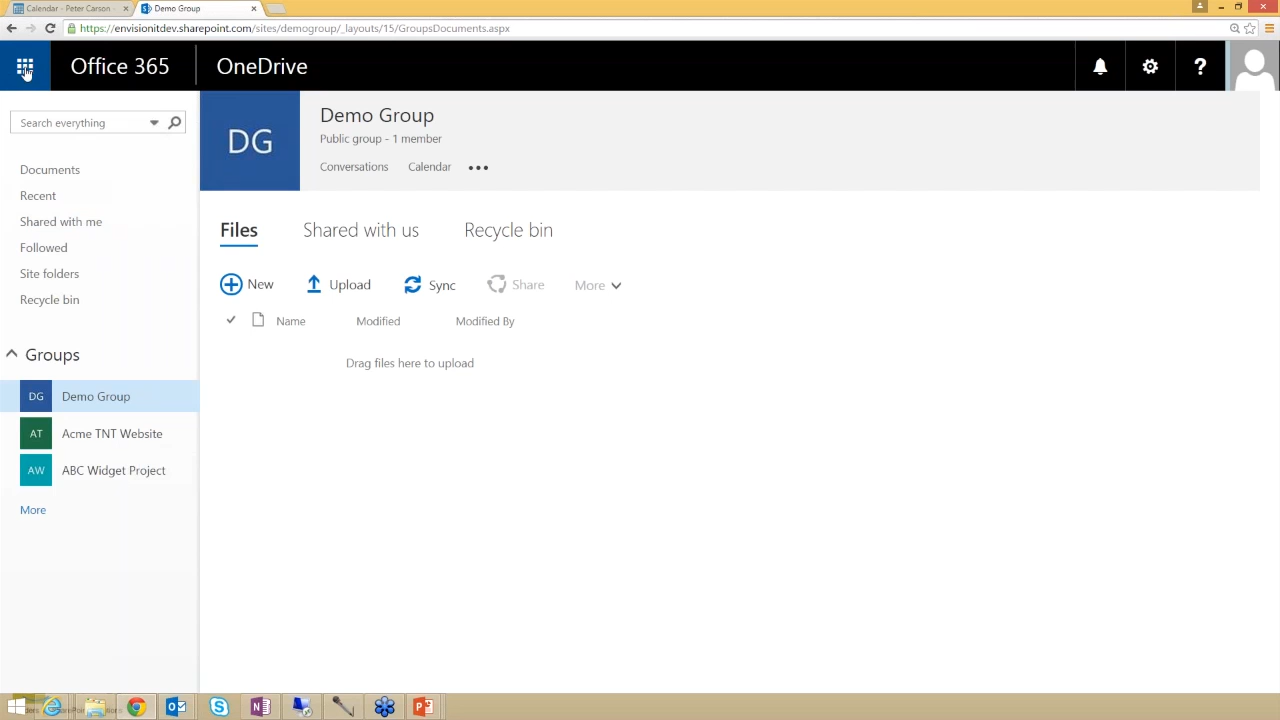 Calendar - Peter Carson -
Demo Group
https://envisionitdev.sharepoint.com/sites/demogroup/_layouts/15/GroupsDocuments.aspx
Office 365
OneDrive
?
Search everything
DG
Demo Group
Public group - 1 member
Conversations
Calendar
Documents
Recent
Shared with me
Followed
Site folders
Recycle bin
Files
Shared with us
Recycle bin
New
Upload
Sync
Share
More
Name
Modified
Modified By
Drag files here to upload
Groups
DG
Demo Group
AT
Acme TNT Website
AW
ABC Widget Project
More